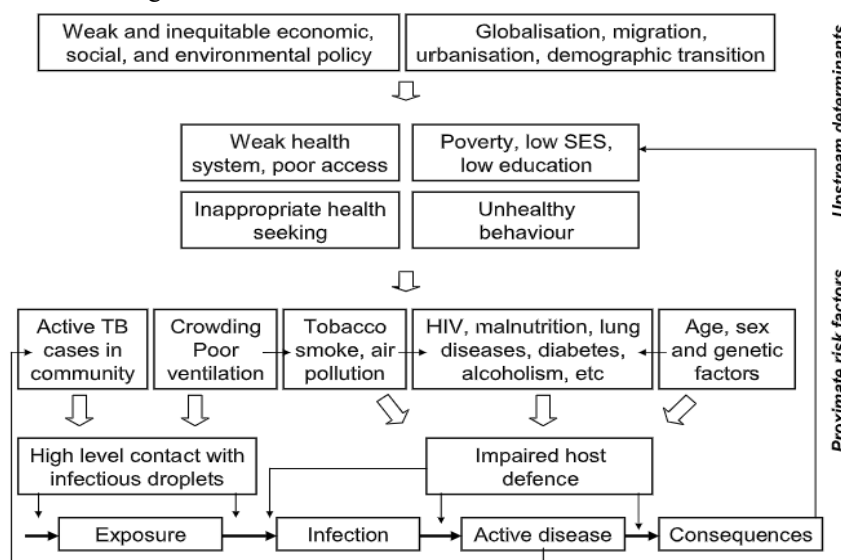 Weak and inequitable economic,
social, and environmental policy
Globalisation, migration,
urbanisation, demographic transition
Upstream determinants
Weak health
system, poor access
Poverty, low SES,
low education
Inappropriate health
seeking
Unhealthy
behaviour
Proximate risk factors
Active TB
cases in
community
Crowding
Poor
ventilation
Tobacco
smoke, air
pollution
HIV, malnutrition, lung
diseases, diabetes,
alcoholism, etc
Age, sex
and genetic
factors
High level contact with
infectious droplets
Impaired host
defence
Exposure
Infection
Active disease
Consequences